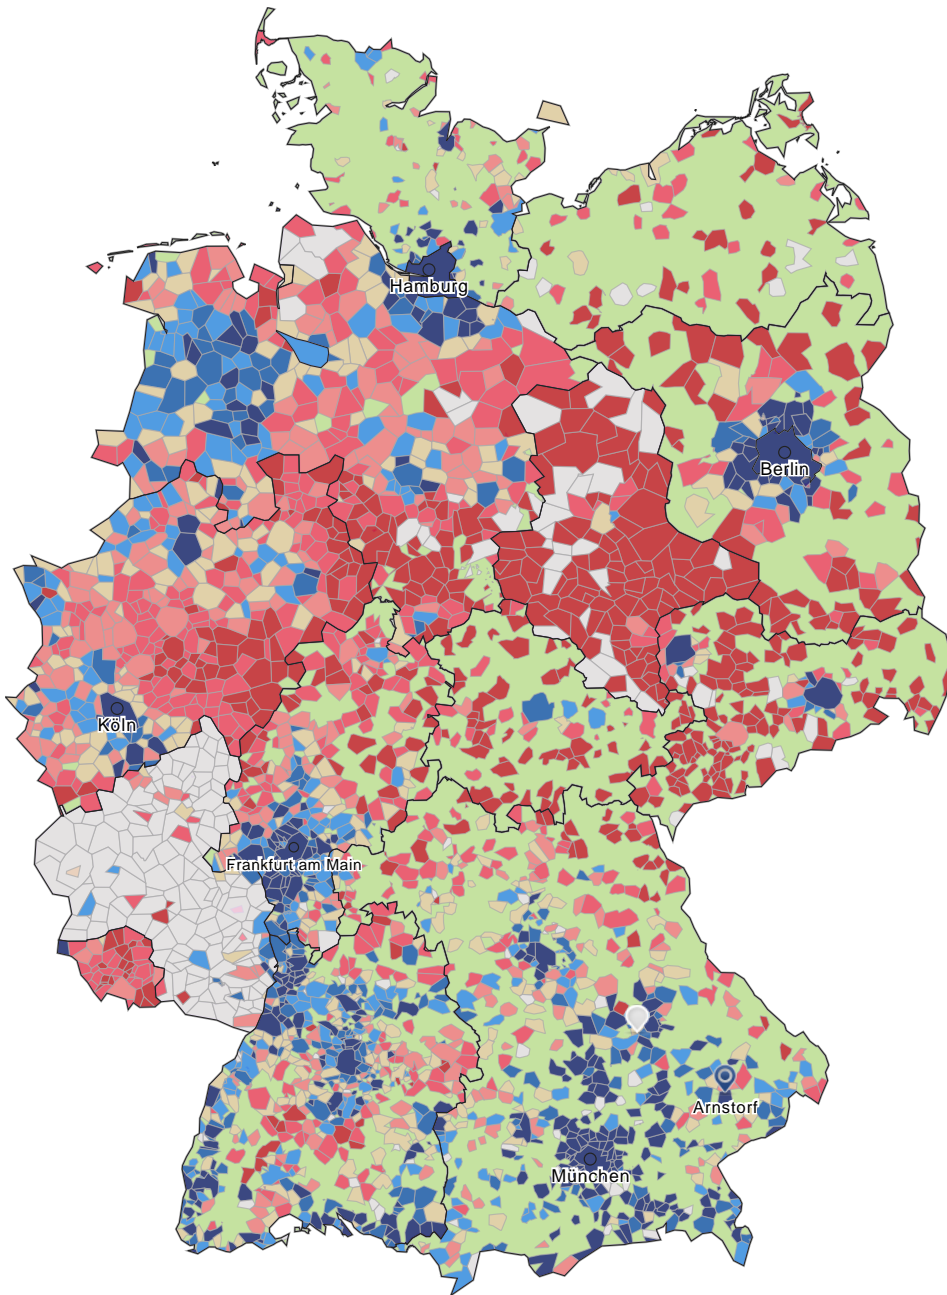 Hamburg
Berlin
Köln
Frankfurt am Main
Arnstorf
München